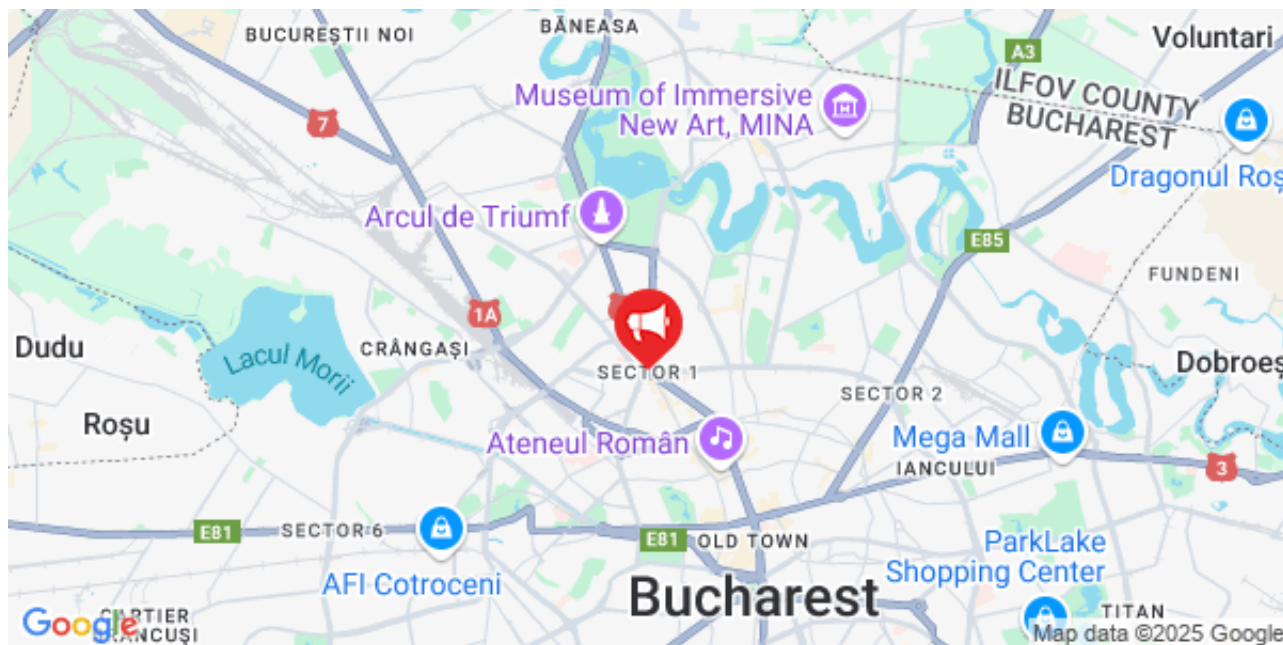 BĂNEASA
BUCUREȘTII NOI
Voluntari
A3
ILFOV COUNTY
BUCHAREST
Museum of Immersive
New Art, MINA
7
Dragonul Roș
Arcul de Triumf
E85
FUNDENI
1A
Dudu
Lacul Morii
CRÂNGAȘI
SECTOR 1
Dobroeș
SECTOR 2
Roșu
Ateneul Român
Mega Mall
IANCULUI
3
E81
SECTOR 6
E81
OLD TOWN
ParkLake
Shopping Center
AFI Cotroceni
Bucharest
TITAN
Google
Map data ©2025 Google